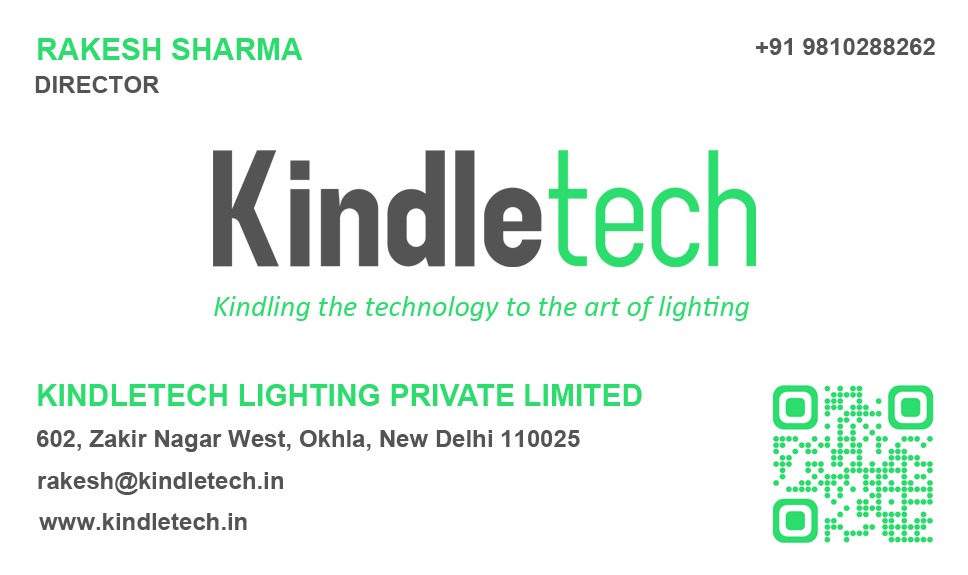 RAKESH SHARMA
+91 9810288262
DIRECTOR
Kindletech
Kindling the technology to the art of lighting
KINDLETECH LIGHTING PRIVATE LIMITED
602, Zakir Nagar West, Okhla, New Delhi 110025
rakesh@kindletech.in
www.kindletech.in